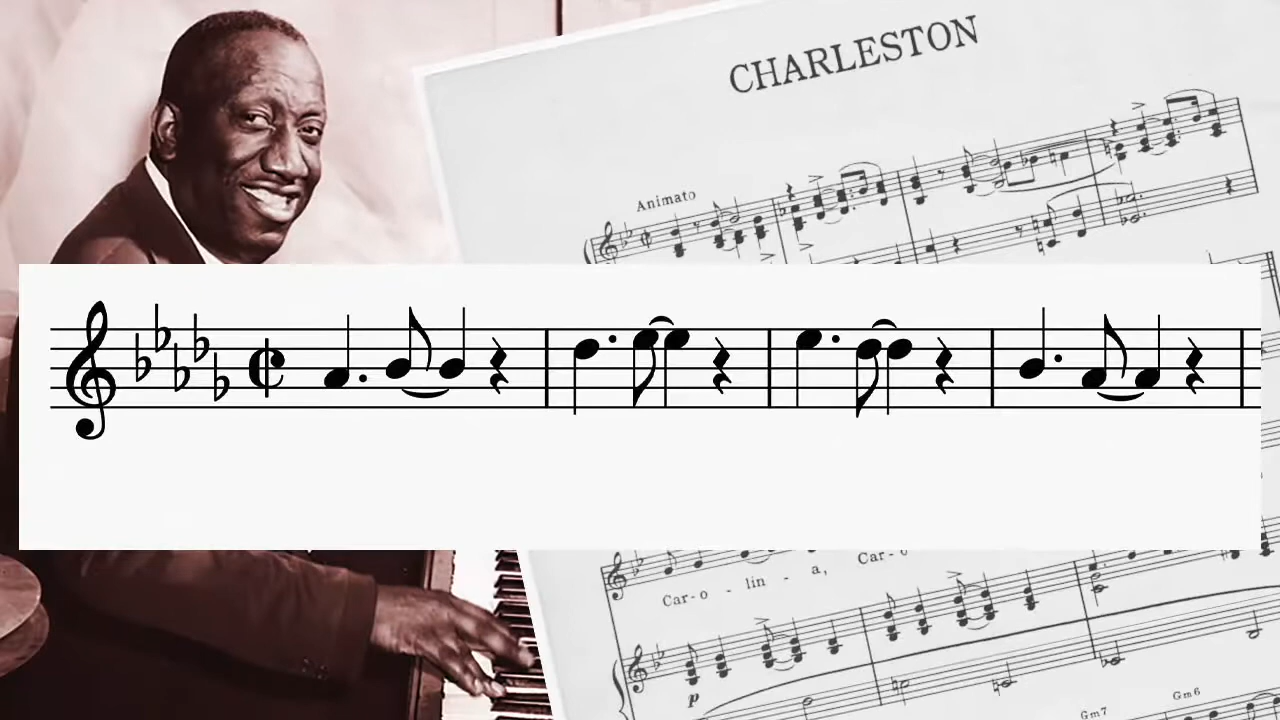 CHARLESTON
Animato
Car-o - lin - a,
Car-
p
Gm7
Gm6